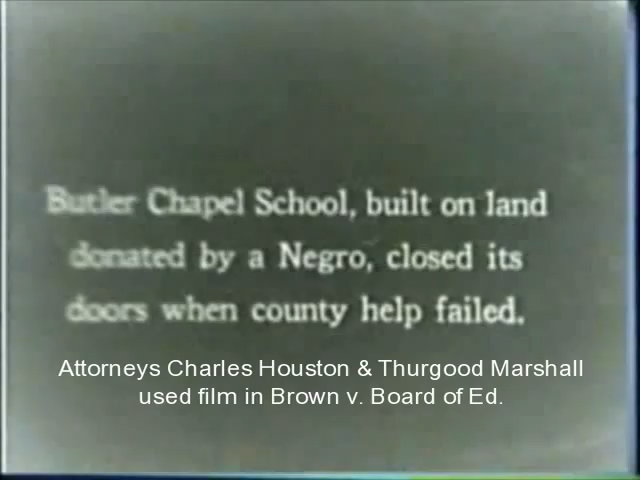 Butler Chapel School, built on land
donated by a Negro, closed its
doors when county help failed.
Attorneys Charles Houston & Thurgood Marshall
used film in Brown v. Board of Ed.